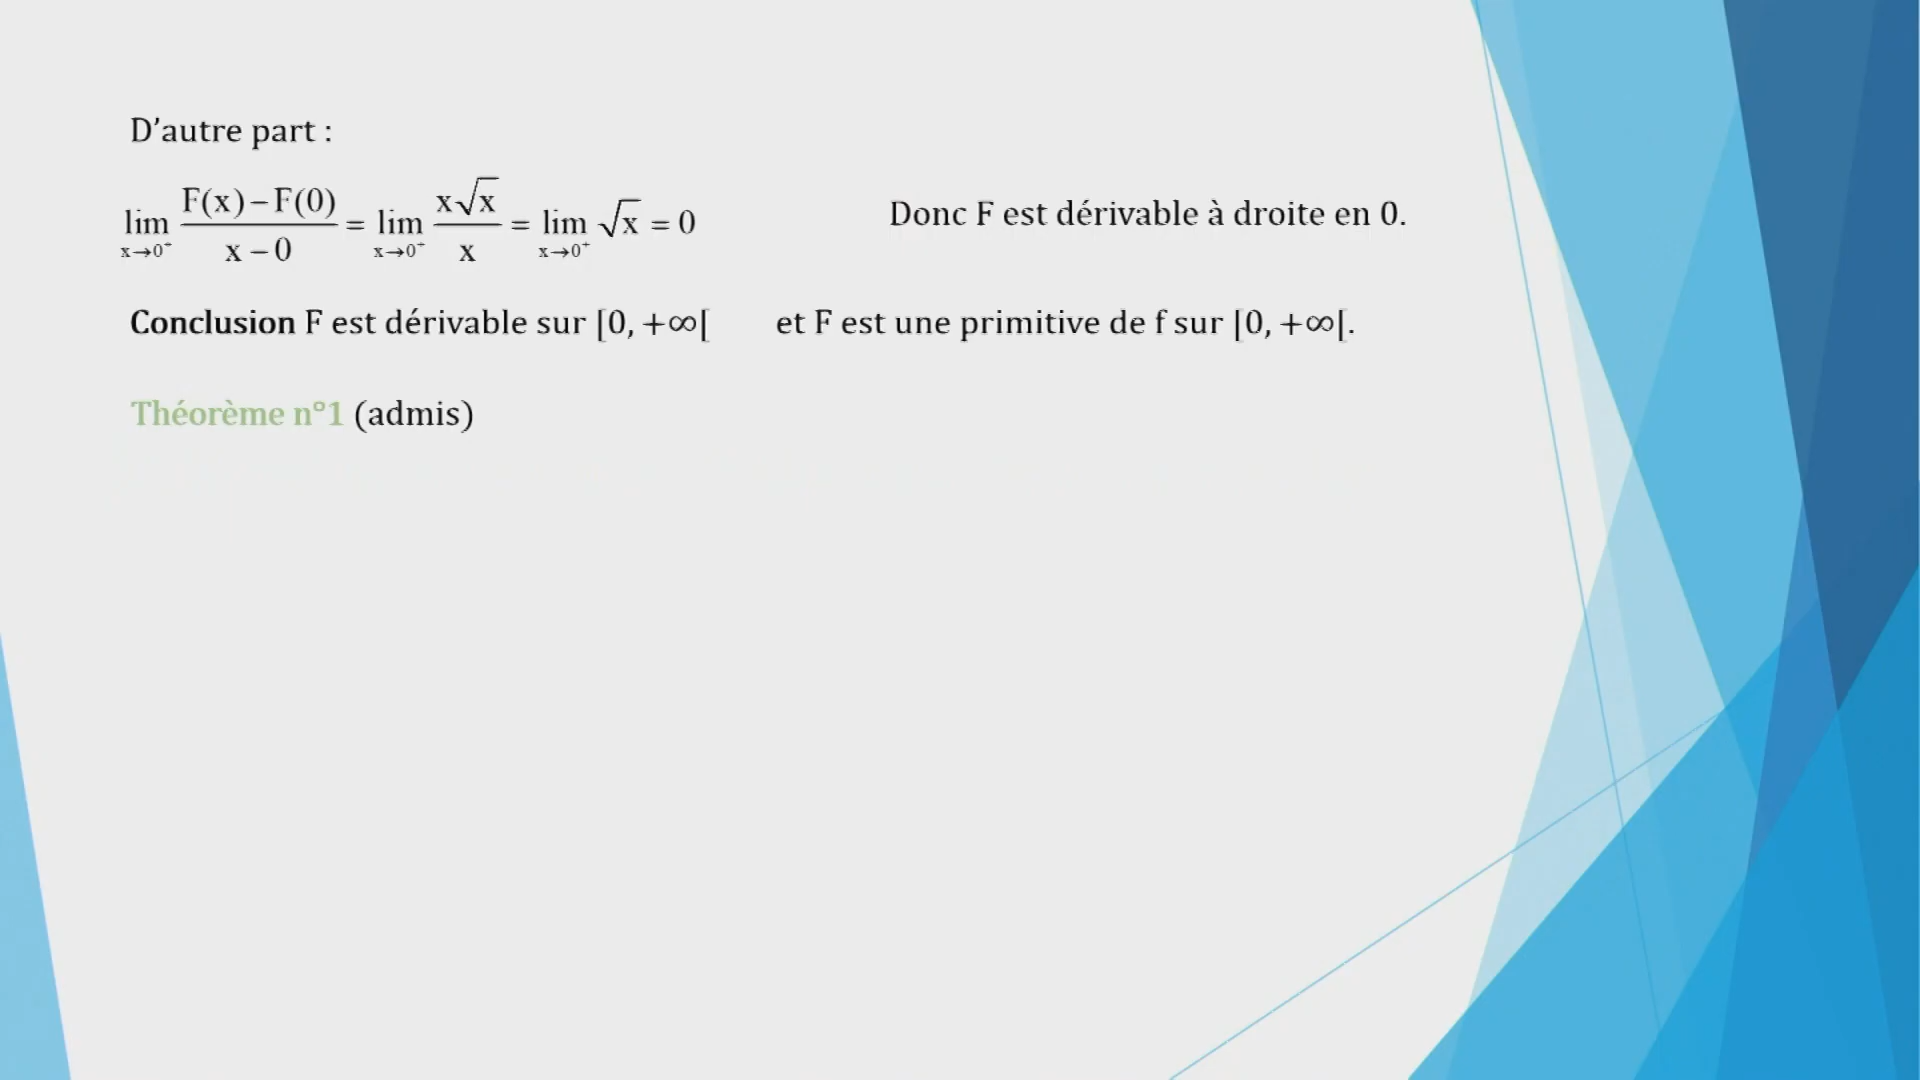 D’autre part :
lim x→0⁺ (F(x)–F(0))/(x–0) = lim x→0⁺ (x√x)/x = lim x→0⁺ √x = 0 Donc F est dérivable à droite en 0.
Conclusion F est dérivable sur [0, +∞[ et F est une primitive de f sur [0, +∞[.
Théorème n°1 (admis)